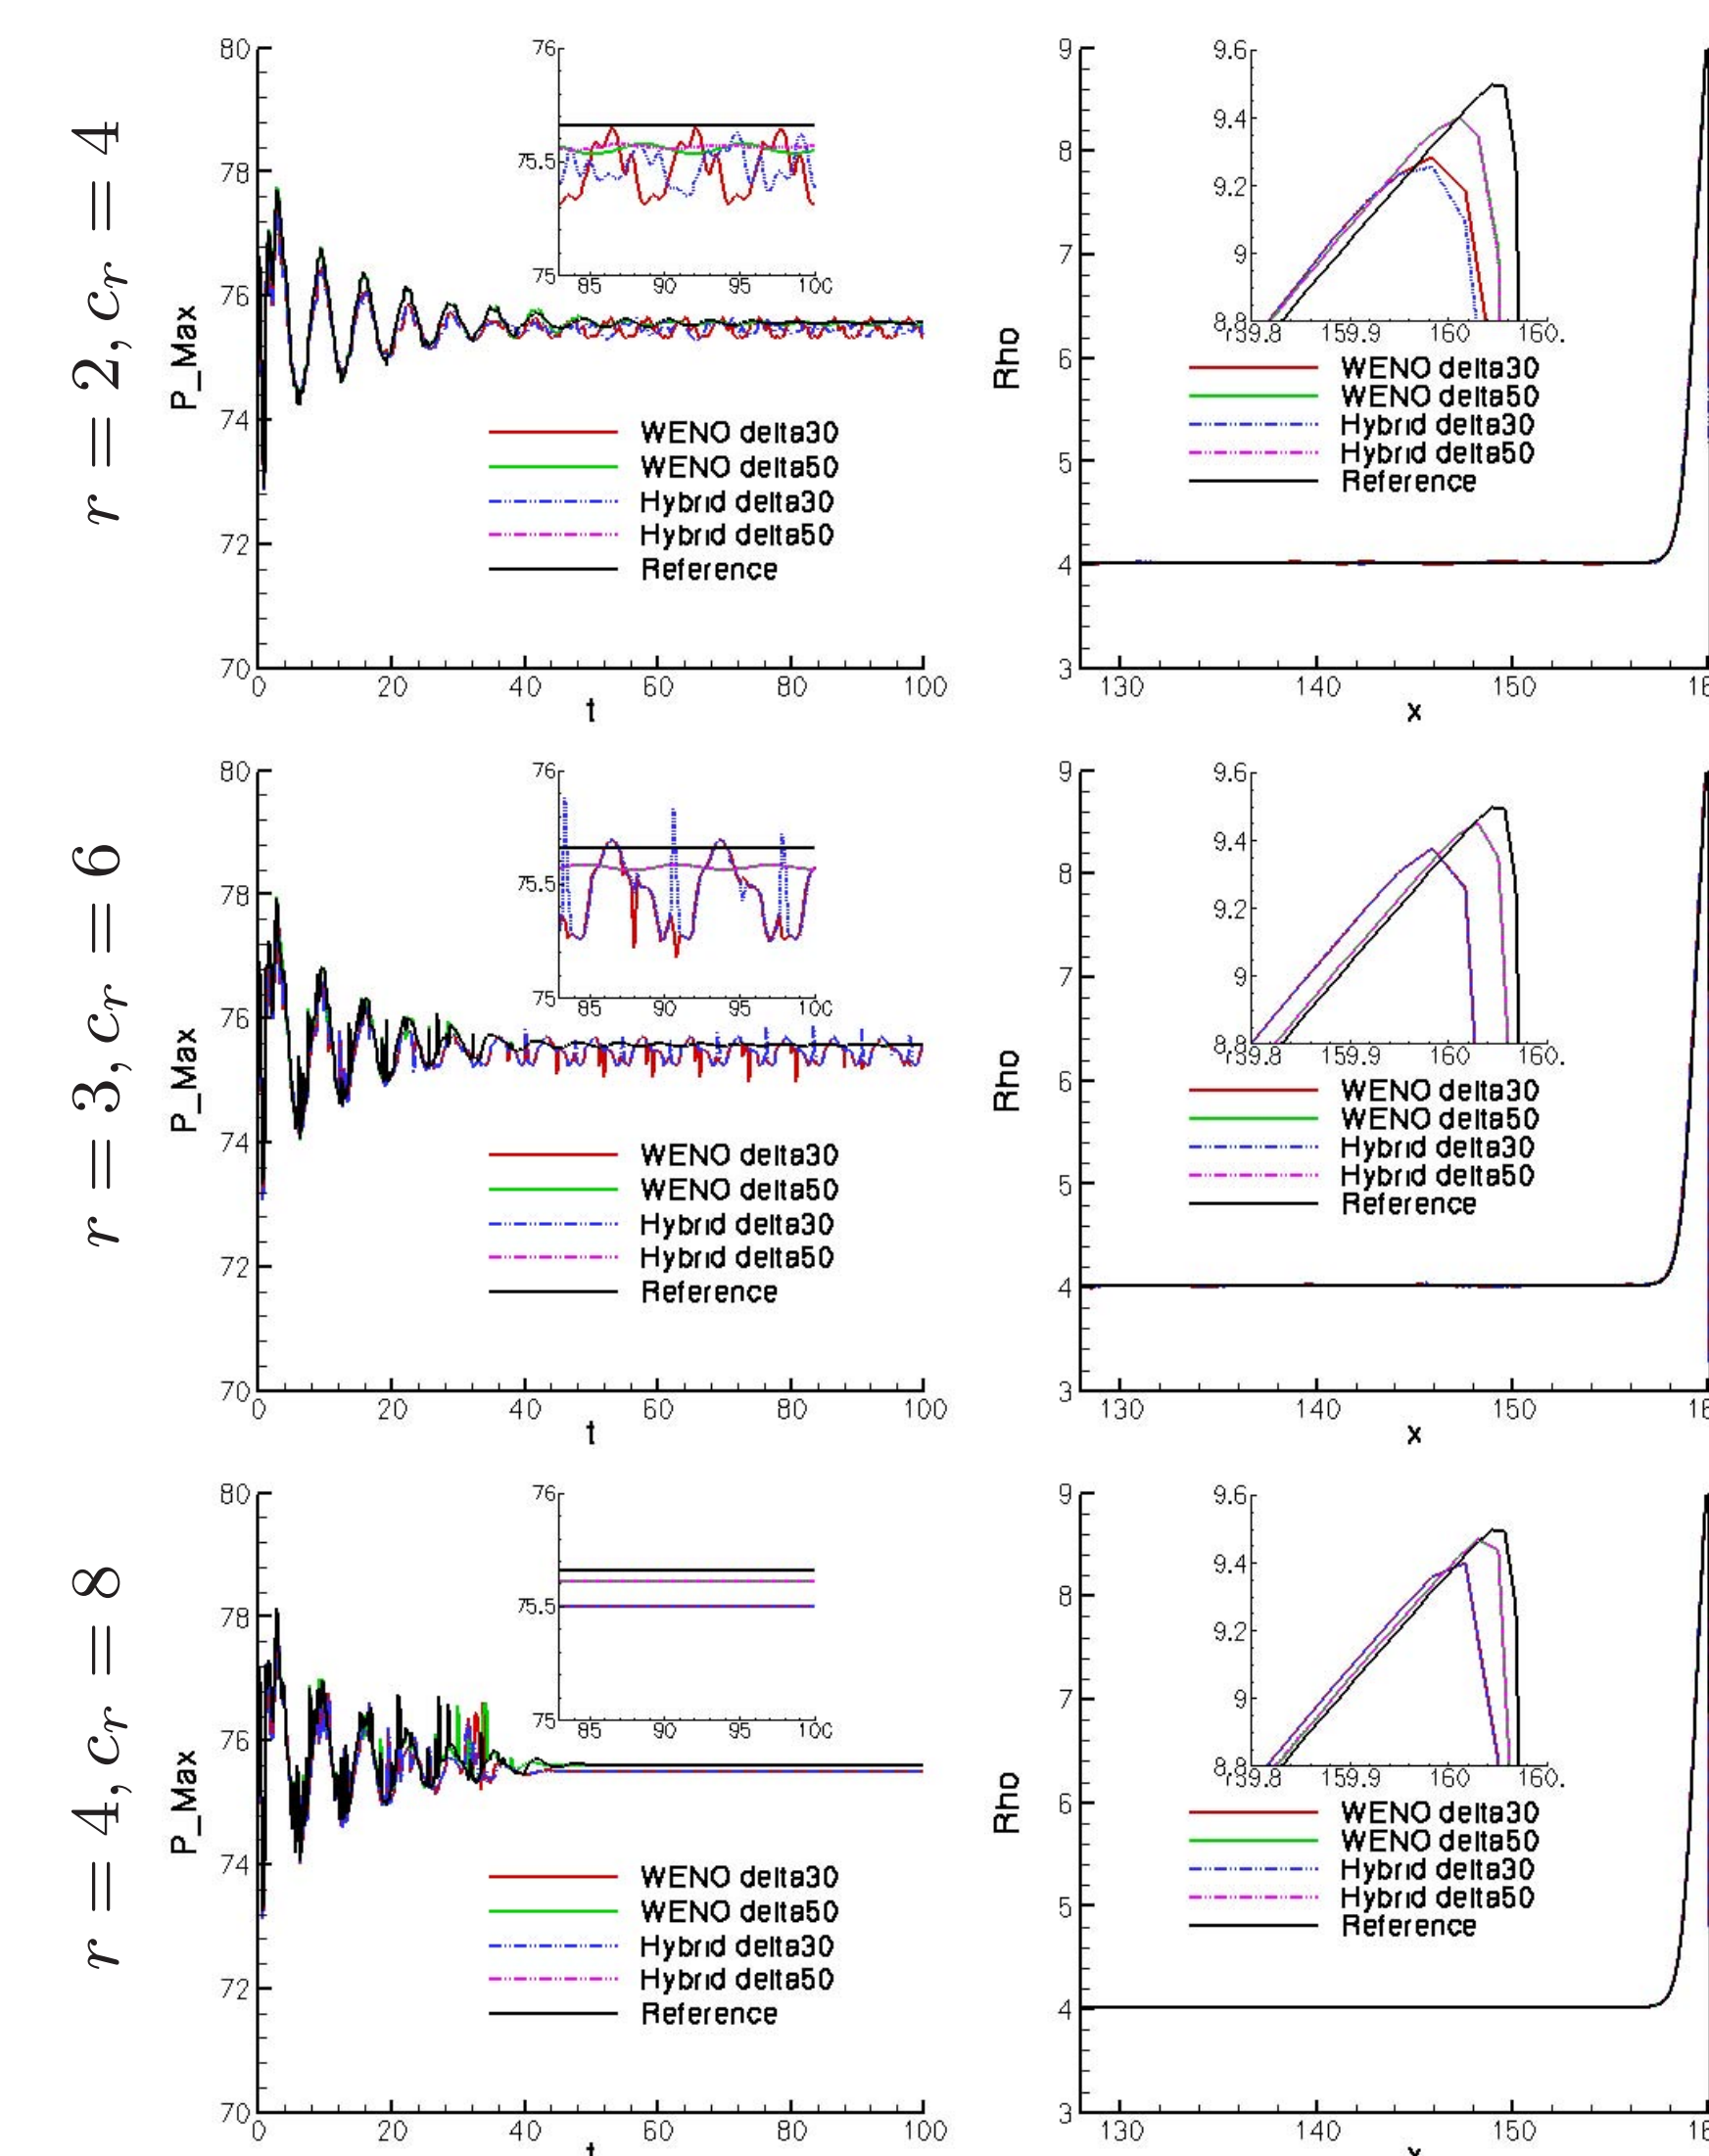 r = 2, c_r = 4
80
78
76
74
72
70
P_Max
0 20 40 60 80 100
t
76
75.5
75
85 90 95 100
WENO delta30
WENO delta50
Hybrid delta30
Hybrid delta50
Reference
9
8
7
6
5
4
3
Rho
130 140 150 16
x
9.6
9.4
9.2
9
8.8
159.9 160 160.
WENO delta30
WENO delta50
Hybrid delta30
Hybrid delta50
Reference
r = 3, c_r = 6
80
78
76
74
72
70
P_Max
0 20 40 60 80 100
t
76
75.5
75
85 90 95 100
WENO delta30
WENO delta50
Hybrid delta30
Hybrid delta50
Reference
9
8
7
6
5
4
3
Rho
130 140 150 16
x
9.6
9.4
9.2
9
8.8
159.9 160 160.
WENO delta30
WENO delta50
Hybrid delta30
Hybrid delta50
Reference
r = 4, c_r = 8
80
78
76
74
72
70
P_Max
0 20 40 60 80 100
t
76
75.5
75
85 90 95 100
WENO delta30
WENO delta50
Hybrid delta30
Hybrid delta50
Reference
9
8
7
6
5
4
3
Rho
130 140 150 16
x
9.6
9.4
9.2
9
8.8
159.9 160 160.
WENO delta30
WENO delta50
Hybrid delta30
Hybrid delta50
Reference